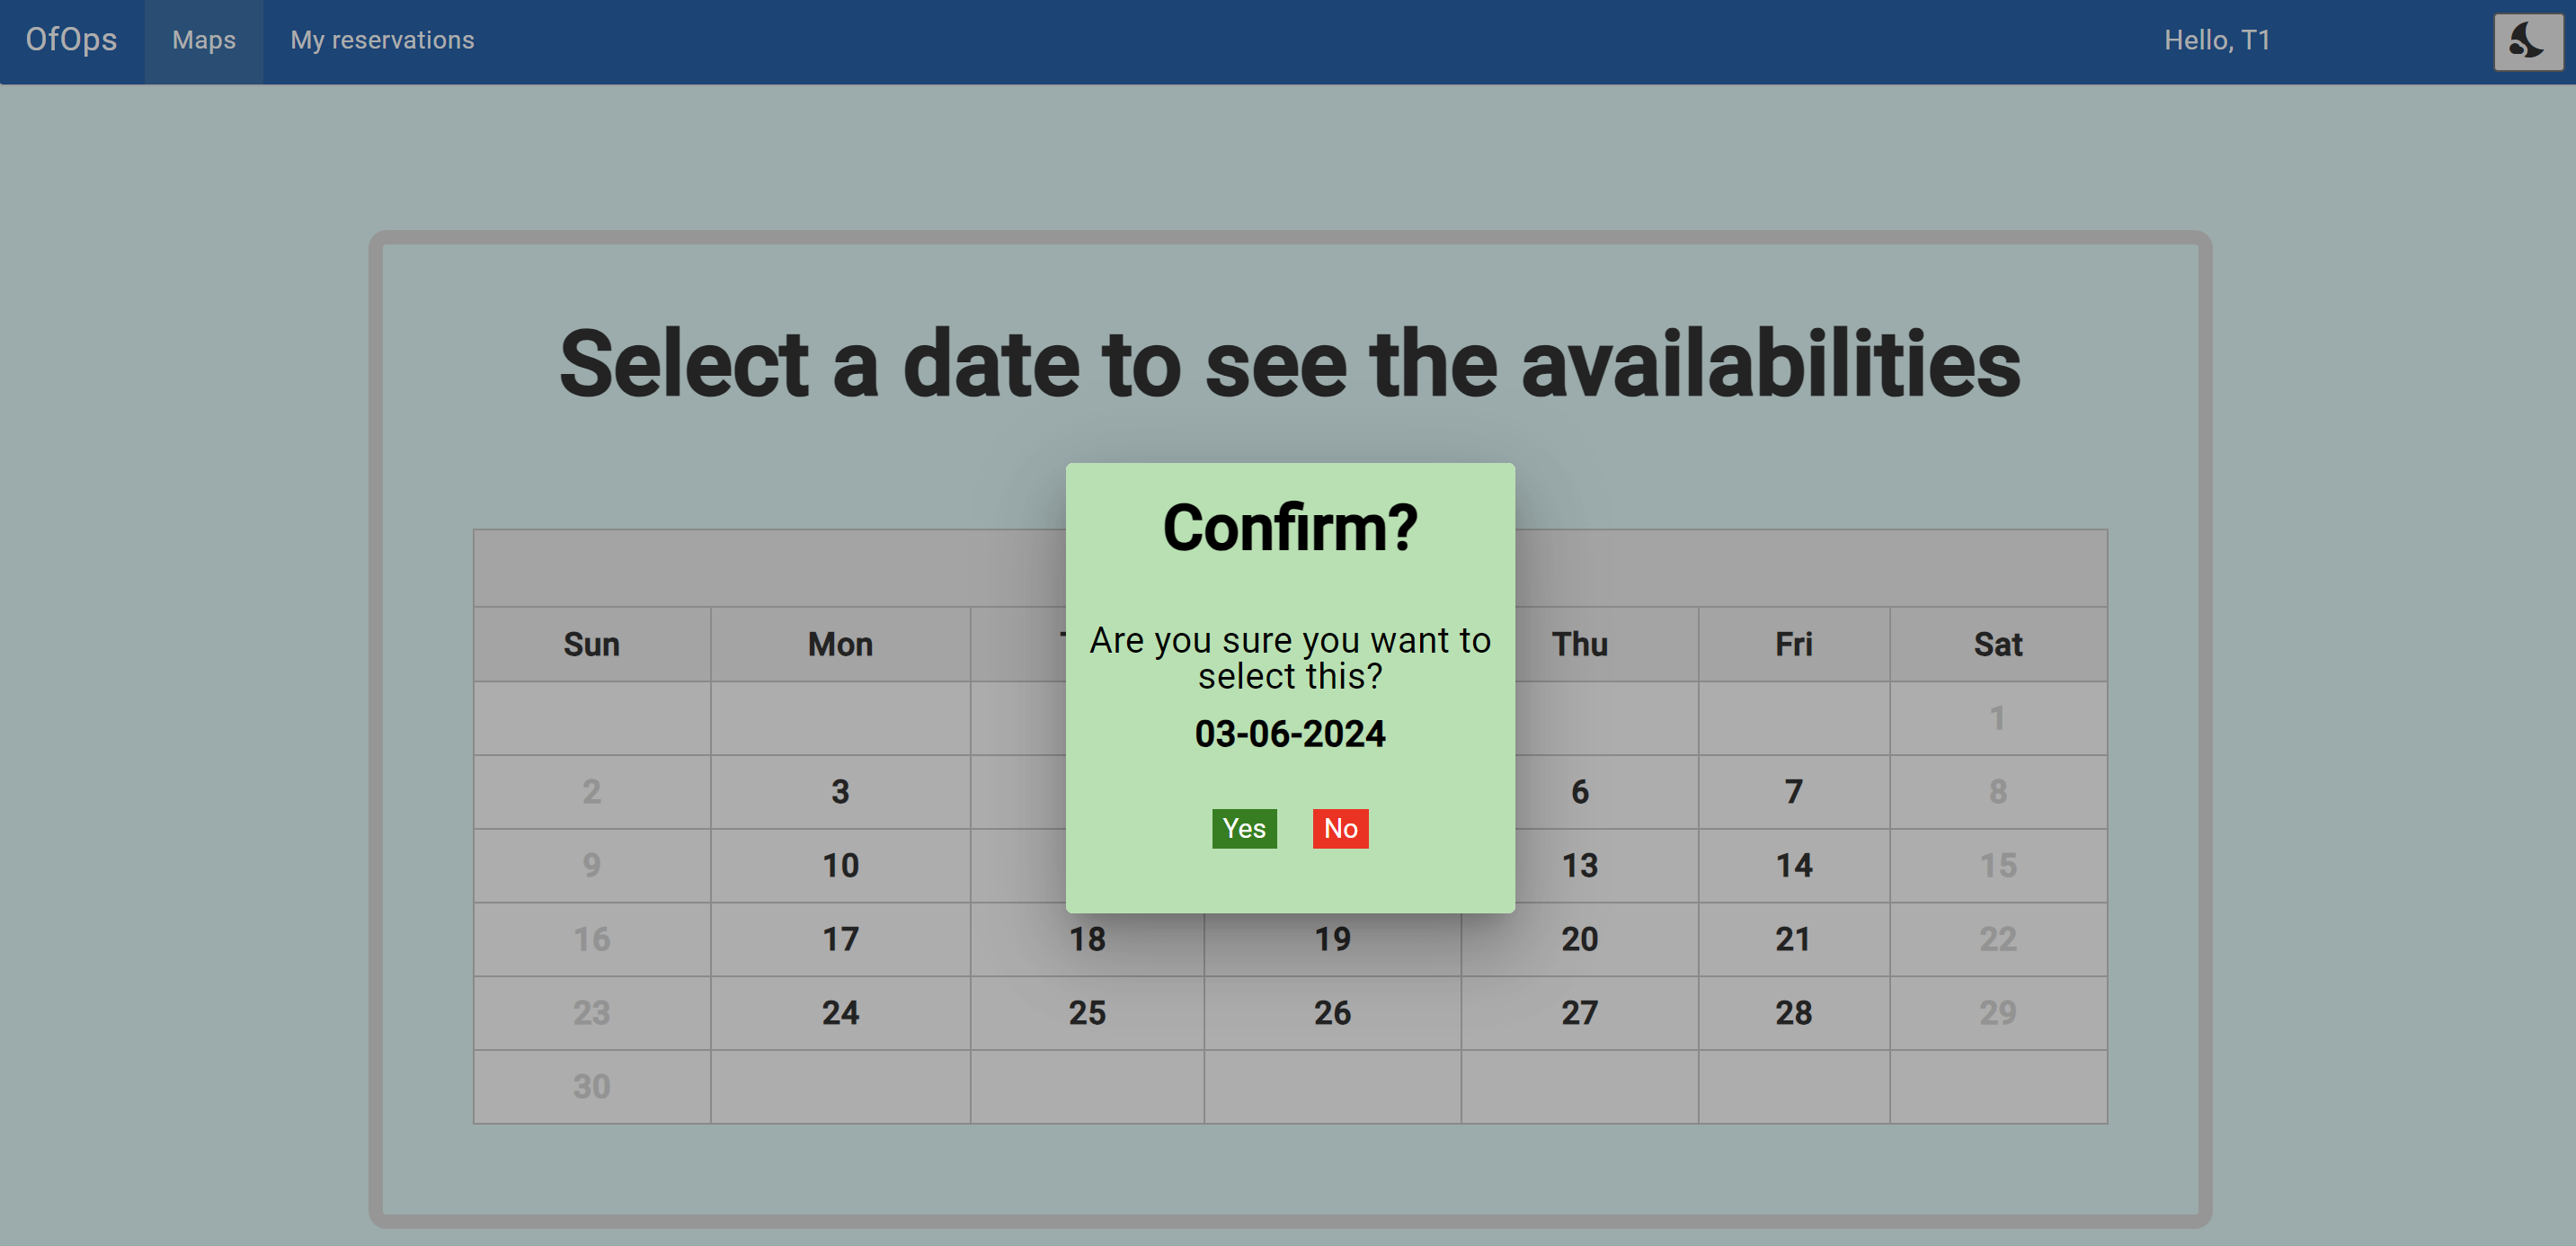 OfOps Maps My reservations Hello, T1
Select a date to see the availabilities
Confirm?
Are you sure you want to
select this?
03-06-2024
Yes No
Sun Mon Thu Fri Sat
1
2 3 6 7 8
9 10 13 14 15
16 17 18 19 20 21 22
23 24 25 26 27 28 29
30